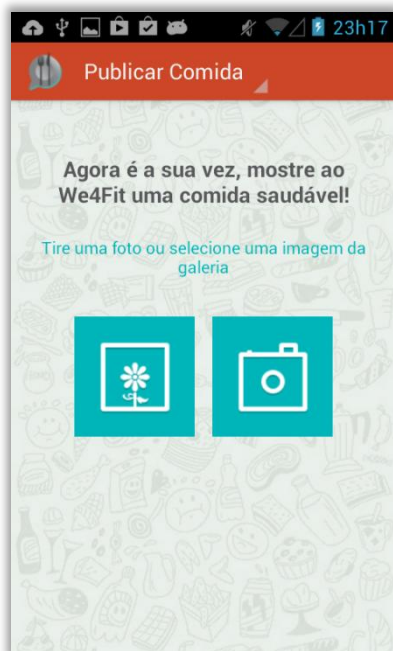 23h17
Publicar Comida
Agora é a sua vez, mostre ao
We4Fit uma comida saudável!
Tire uma foto ou selecione uma imagem da
galeria